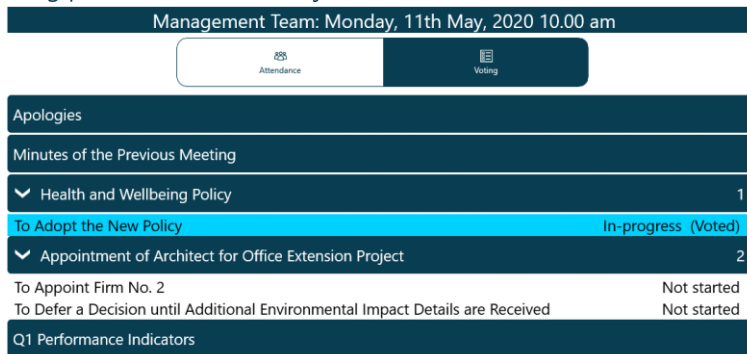 Management Team: Monday, 11th May, 2020 10.00 am
Attendance
Voting
Apologies
Minutes of the Previous Meeting
Health and Wellbeing Policy 1
To Adopt the New Policy In-progress (Voted)
Appointment of Architect for Office Extension Project 2
To Appoint Firm No. 2 Not started
To Defer a Decision until Additional Environmental Impact Details are Received Not started
Q1 Performance Indicators